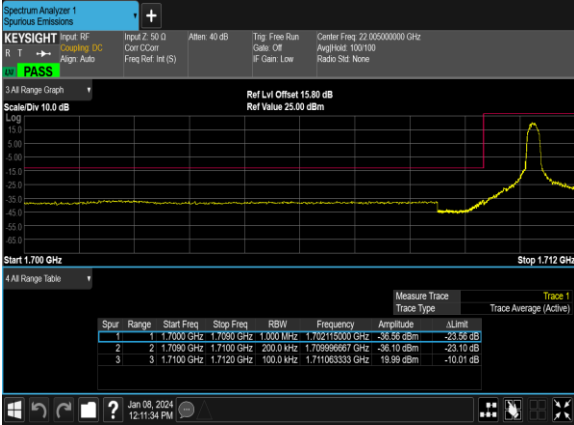 Spectrum Analyzer 1
Spurious Emissions
KEYSIGHT
R T
PASS
Input: RF
Coupling: DC
Align: Auto
Input Z: 50 Ω
Corr CCorr
Freq Ref: Int (S)
Atten: 40 dB
Trig: Free Run
Gate: Off
IF Gain: Low
Center Freq: 22.005000000 GHz
Avg|Hold: 100/100
Radio Std: None
3 All Range Graph
Scale/Div 10.0 dB
Ref Lvl Offset 15.80 dB
Ref Value 25.00 dBm
Log
15.0
5.00
-5.00
-15.0
-25.0
-35.0
-45.0
-55.0
-65.0
Start 1.700 GHz
Stop 1.712 GHz
4 All Range Table
Measure Trace Trace 1
Trace Type Trace Average (Active)
Spur Range Start Freq Stop Freq RBW Frequency Amplitude ΔLimit
1 1 1.7000 GHz 1.7090 GHz 1.000 MHz 1.702115000 GHz -36.56 dBm -23.56 dB
2 2 1.7090 GHz 1.7100 GHz 200.0 kHz 1.709996667 GHz -36.10 dBm -23.10 dB
3 3 1.7100 GHz 1.7120 GHz 100.0 kHz 1.711063333 GHz 19.99 dBm -10.01 dB
Jan 08, 2024
12:11:34 PM